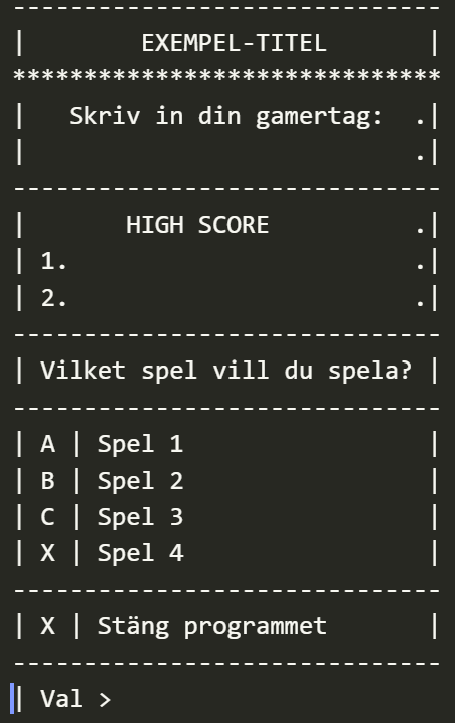 ------------------------------
|        EXEMPEL-TITEL       |
******************************
|   Skriv in din gamertag:  .|
|                           .|
------------------------------
|       HIGH SCORE          .|
| 1.                        .|
| 2.                        .|
------------------------------
| Vilket spel vill du spela? |
------------------------------
| A | Spel 1                 |
| B | Spel 2                 |
| C | Spel 3                 |
| X | Spel 4                 |
------------------------------
| X | Stäng programmet       |
------------------------------
| Val >